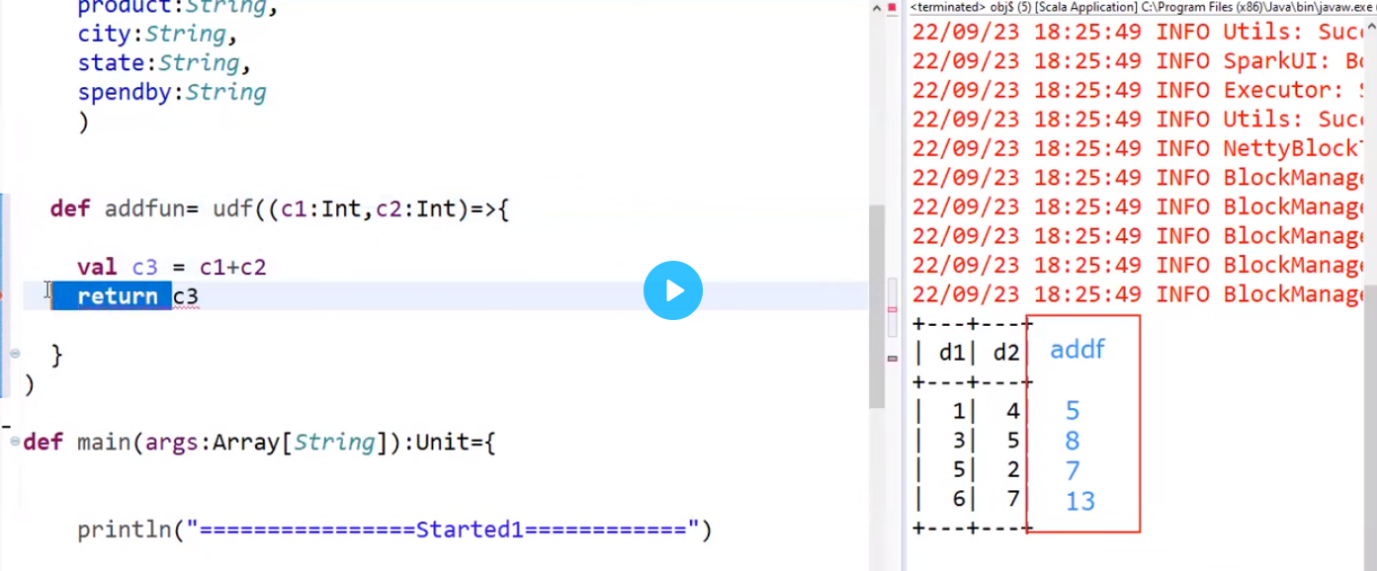 product:String,
city:String,
state:String,
spendby:String
)
def addfun= udf((c1:Int,c2:Int)=>{
val c3 = c1+c2
return c3
}
)
def main(args:Array[String]):Unit={
println("================Started1============")
<terminated> obj$ (5) [Scala Application] C:\Program Files (x86)\Java\bin\javaw.exe (
22/09/23 18:25:49 INFO Utils: Succ
22/09/23 18:25:49 INFO SparkUI: Bo
22/09/23 18:25:49 INFO Executor: S
22/09/23 18:25:49 INFO Utils: Succ
22/09/23 18:25:49 INFO NettyBlockT
22/09/23 18:25:49 INFO BlockManage
22/09/23 18:25:49 INFO BlockManage
22/09/23 18:25:49 INFO BlockManage
22/09/23 18:25:49 INFO BlockManage
22/09/23 18:25:49 INFO BlockManage
+---+---+
| d1| d2| addf
+---+---+
| 1| 4| 5
| 3| 5| 8
| 5| 2| 7
| 6| 7| 13
+---+---+